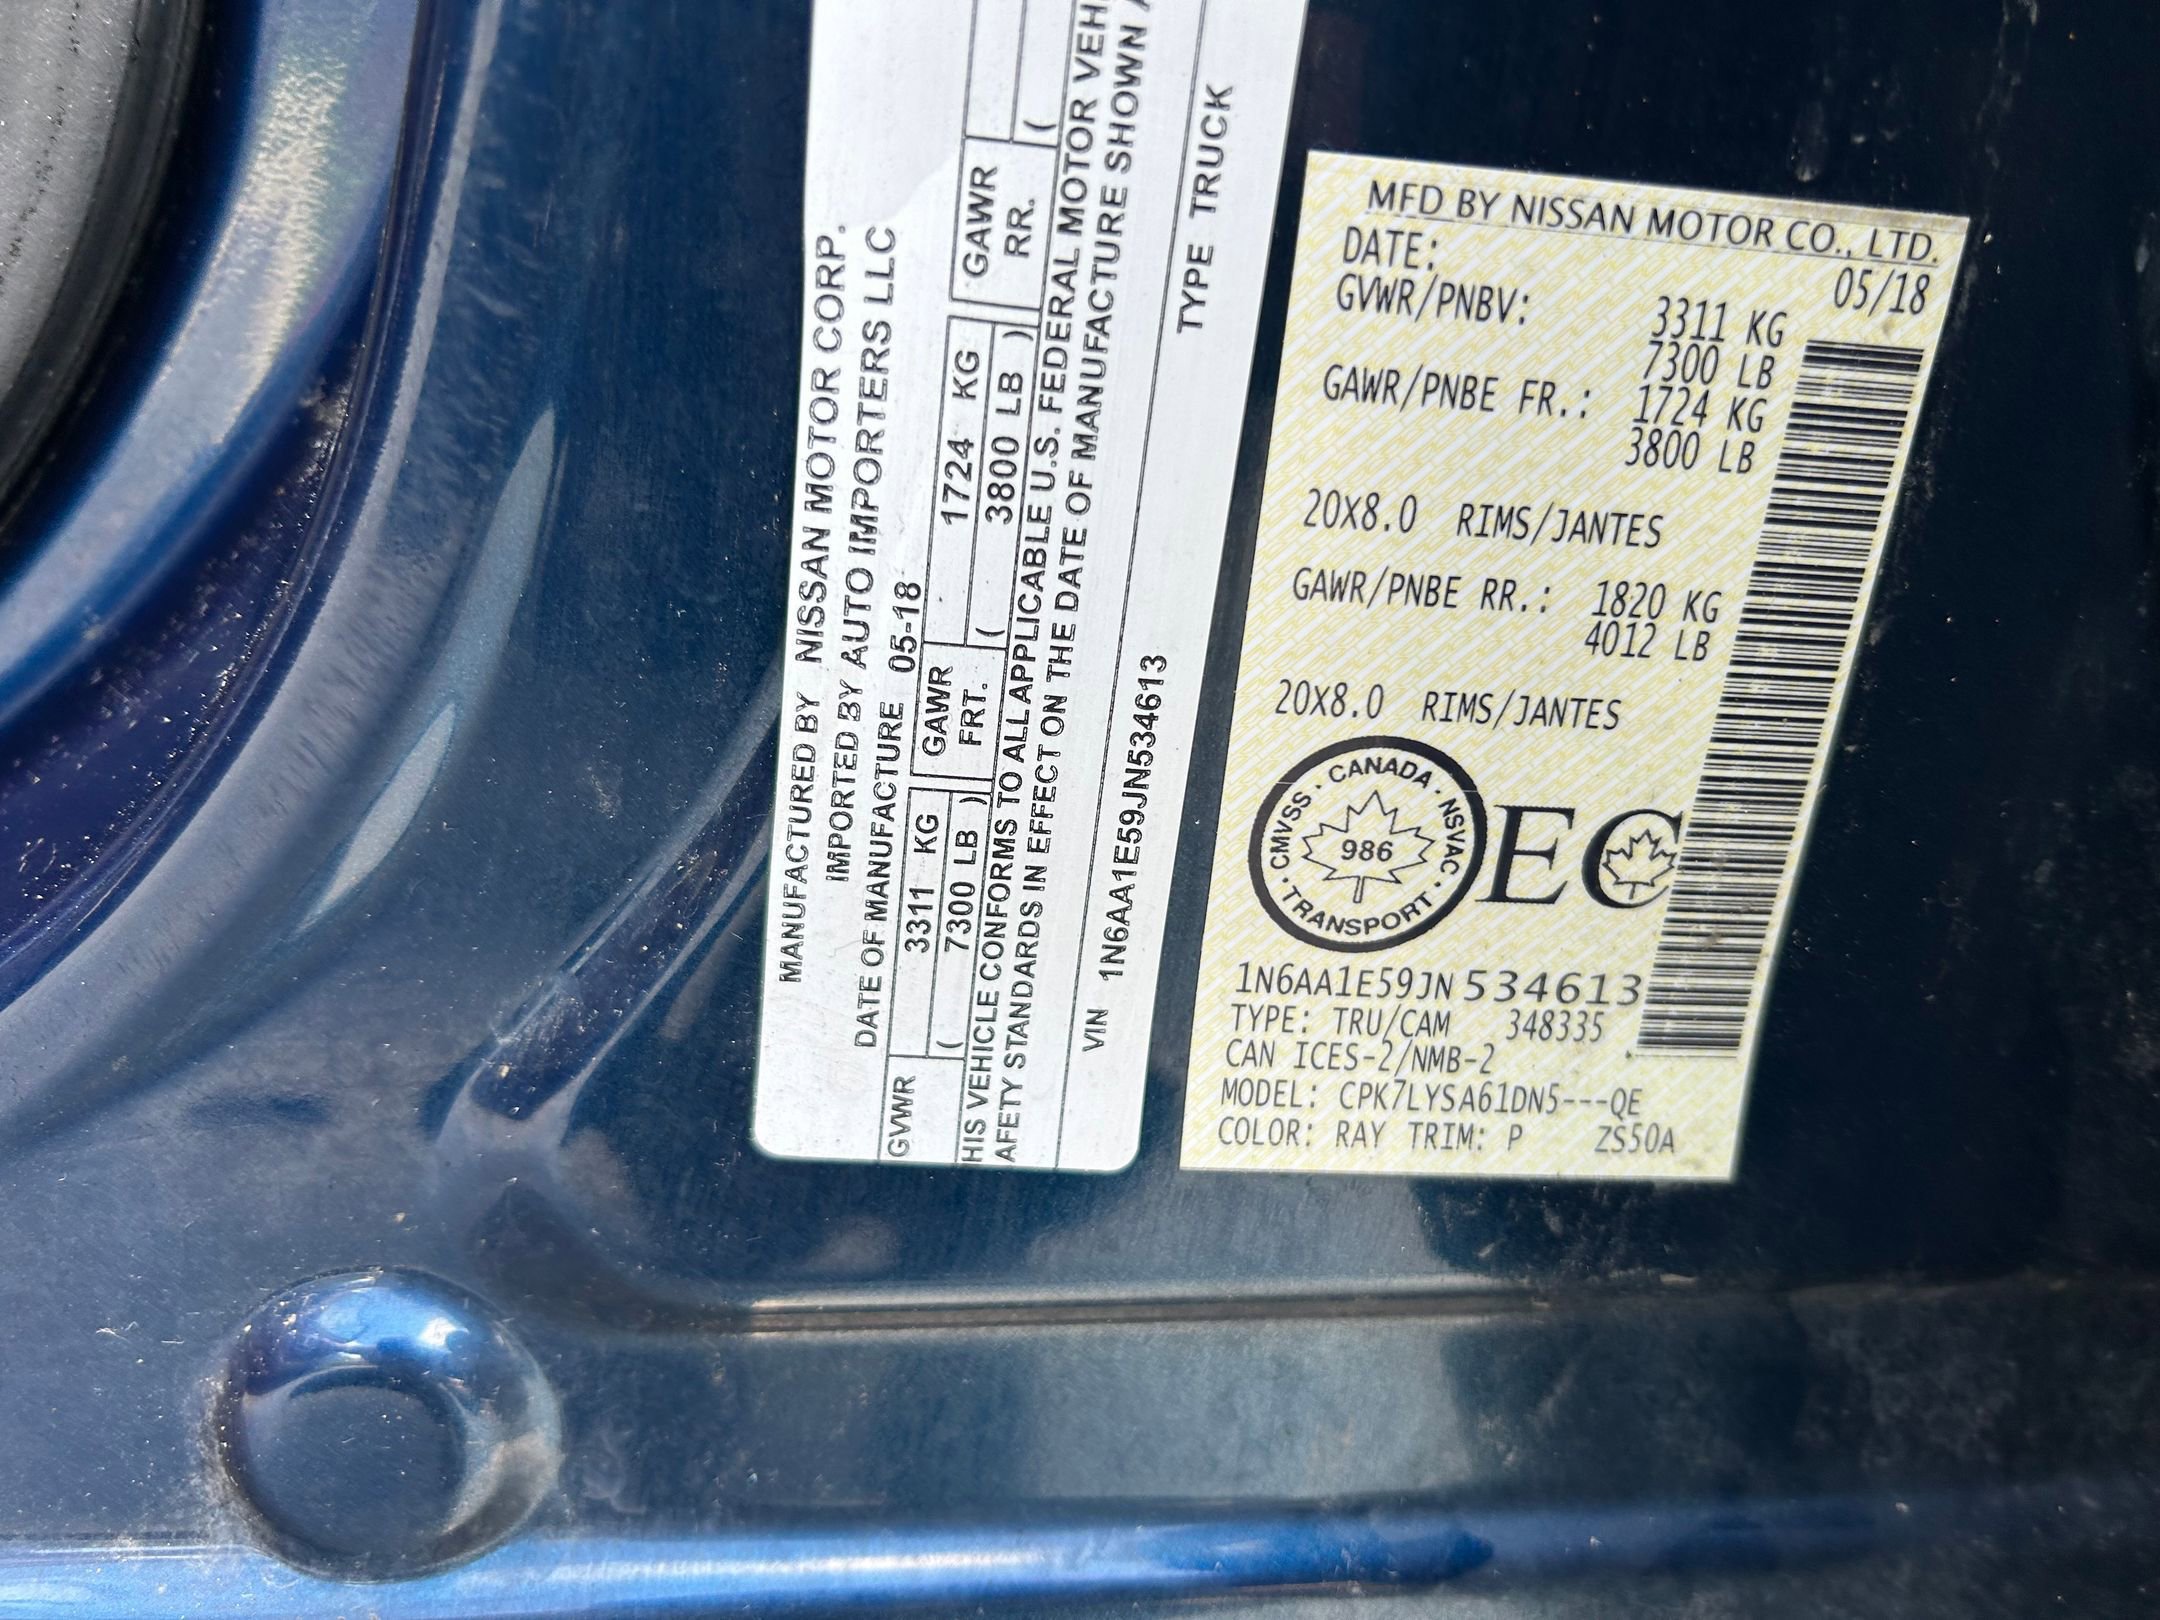 MANUFACTURED BY NISSAN MOTOR CORP.
IMPORTED BY AUTO IMPORTERS LLC
DATE OF MANUFACTURE 05-18
GVWR 3311 KG GAWR 1724 KG GAWR
( 7300 LB ) FRT. ( 3800 LB ) RR. (
HIS VEHICLE CONFORMS TO ALL APPLICABLE U.S. FEDERAL MOTOR VEH
AFETY STANDARDS IN EFFECT ON THE DATE OF MANUFACTURE SHOWN A
VIN 1N6AA1E59JN534613 TYPE TRUCK
MFD BY NISSAN MOTOR CO., LTD.
DATE: 05/18
GVWR/PNBV: 3311 KG
7300 LB
GAWR/PNBE FR.: 1724 KG
3800 LB
20X8.0 RIMS/JANTES
GAWR/PNBE RR.: 1820 KG
4012 LB
20X8.0 RIMS/JANTES
CANADA · NSVAC · TRANSPORT · CMVSS ·
986
EC
1N6AA1E59JN534613
TYPE: TRU/CAM 348335
CAN ICES-2/NMB-2
MODEL: CPK7LYSA61DN5---QE
COLOR: RAY TRIM: P ZS50A